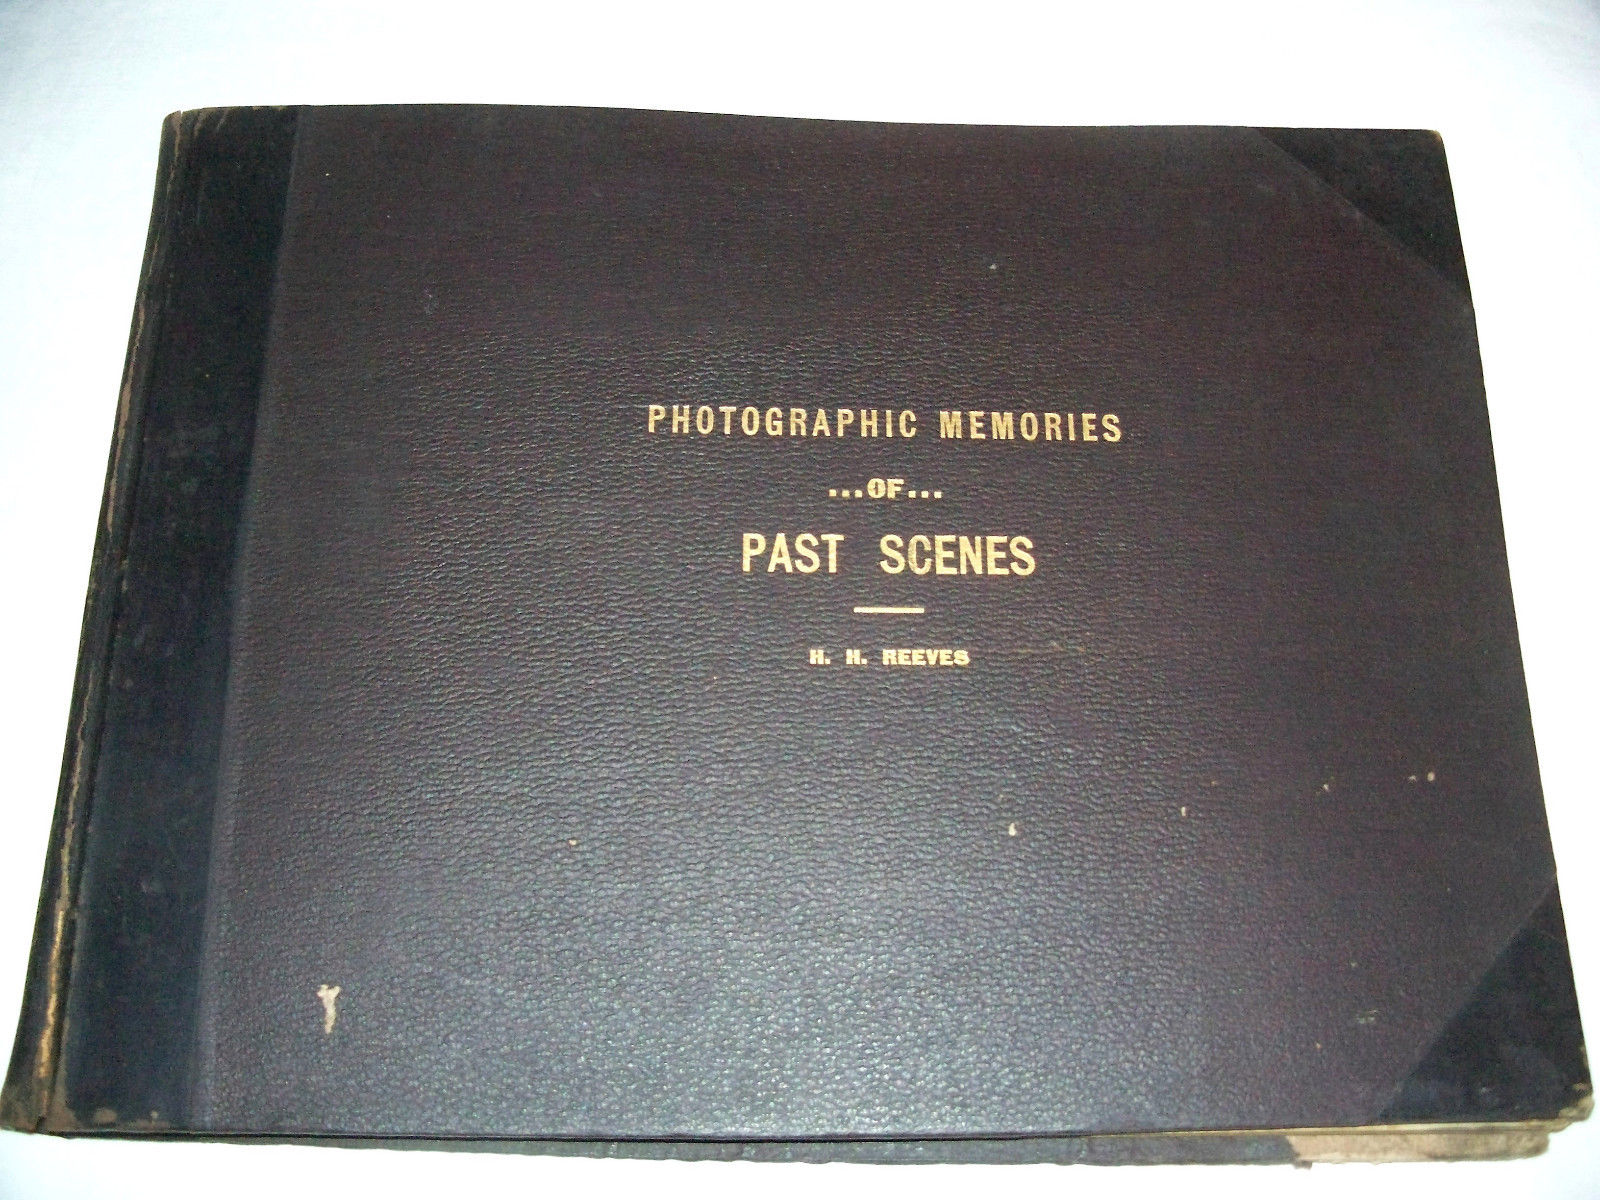 PHOTOGRAPHIC MEMORIES
...OF...
PAST SCENES
H. H. REEVES